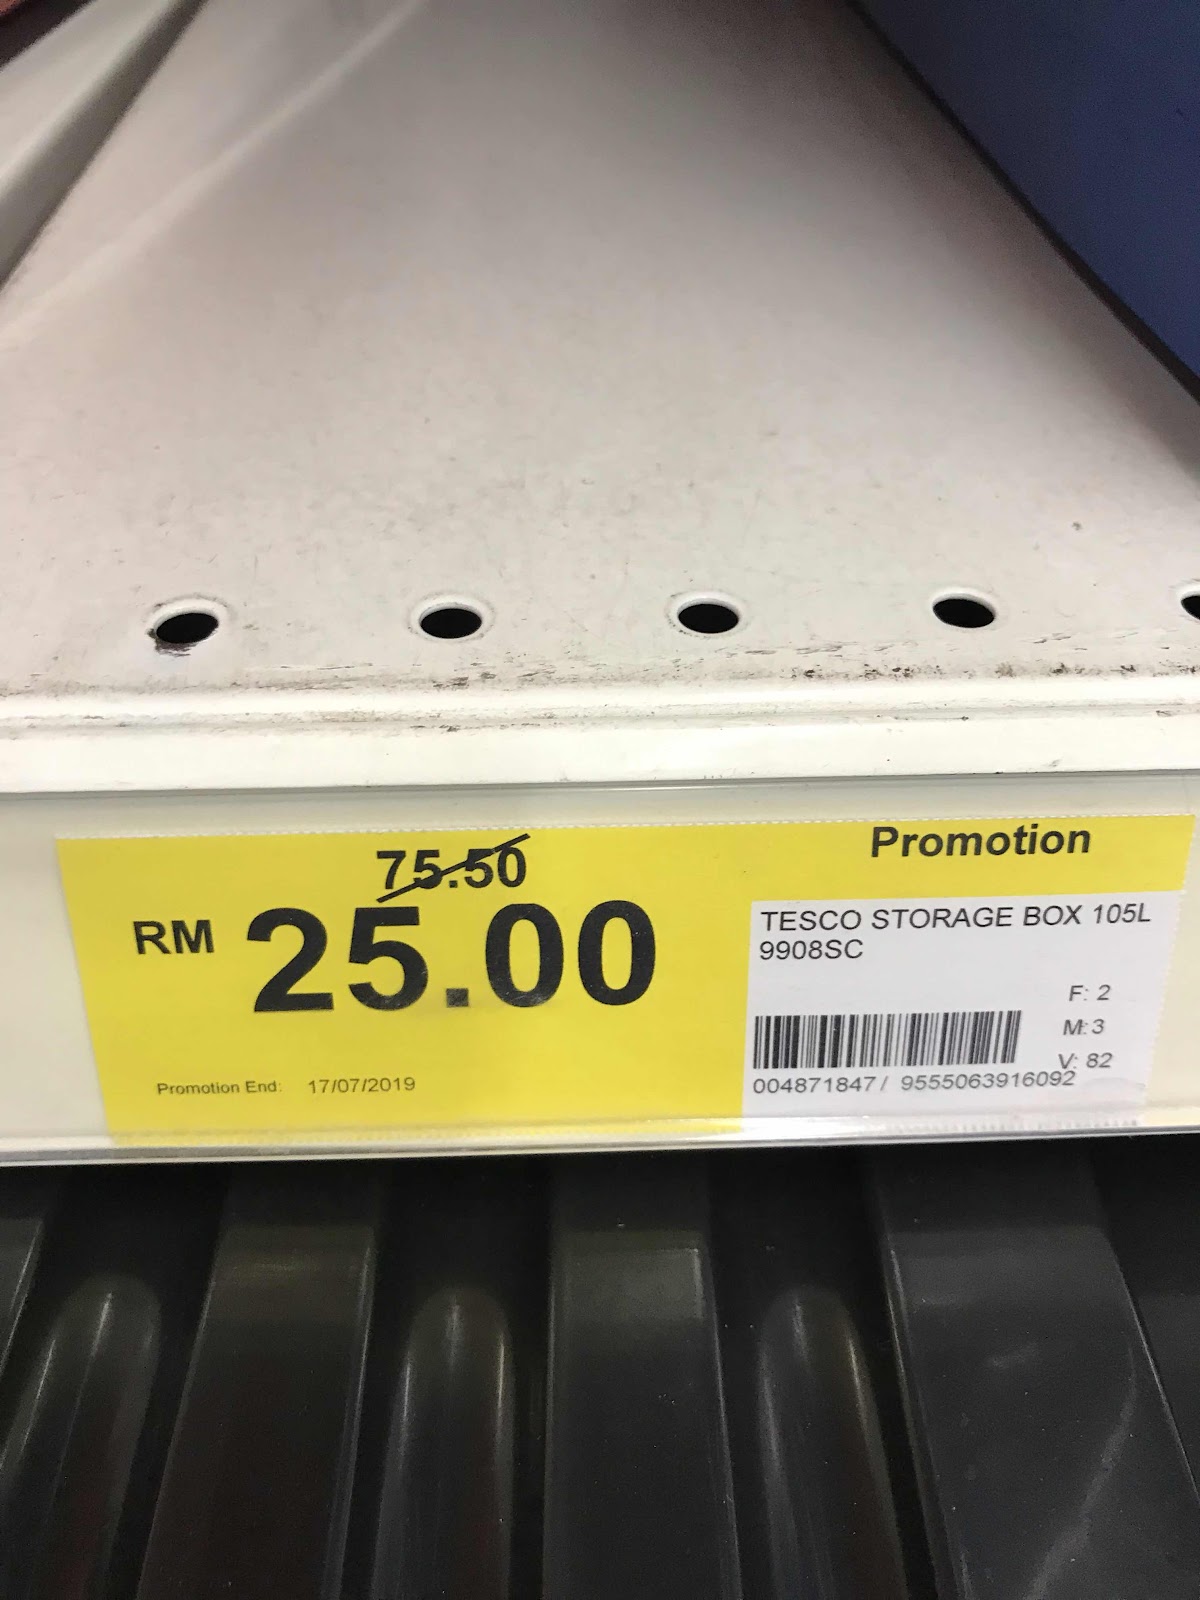 75.50
RM 25.00
Promotion End: 17/07/2019
Promotion
TESCO STORAGE BOX 105L
9908SC
F: 2
M: 3
V: 82
004871847 / 9555063916092